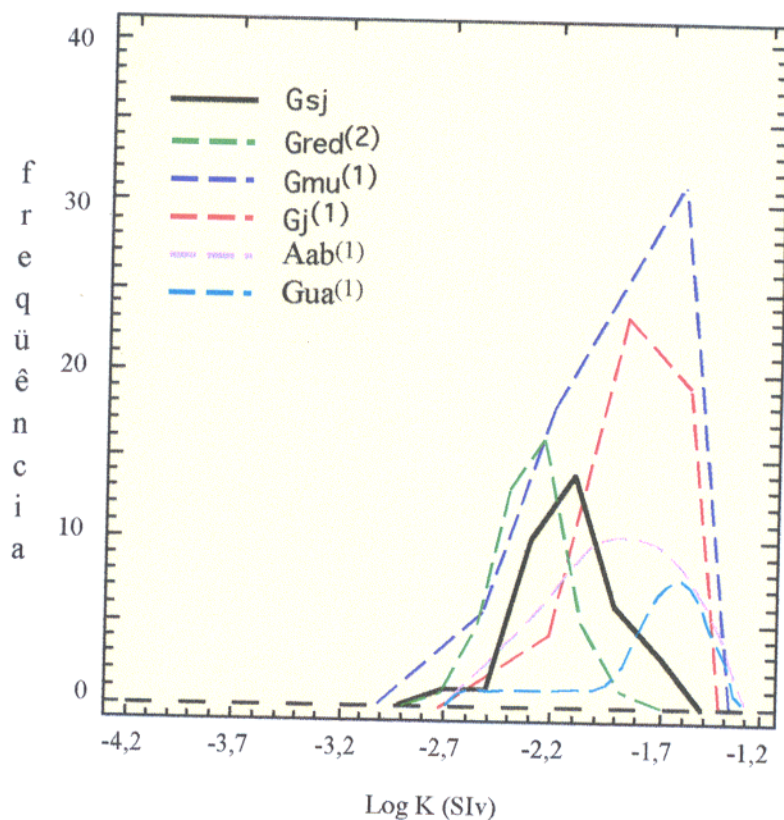 40
30
20
10
0
freqüência
Gsj
Gred(2)
Gmu(1)
Gj(1)
Aab(1)
Gua(1)
-4,2 -3,7 -3,2 -2,7 -2,2 -1,7 -1,2
Log K (SIv)